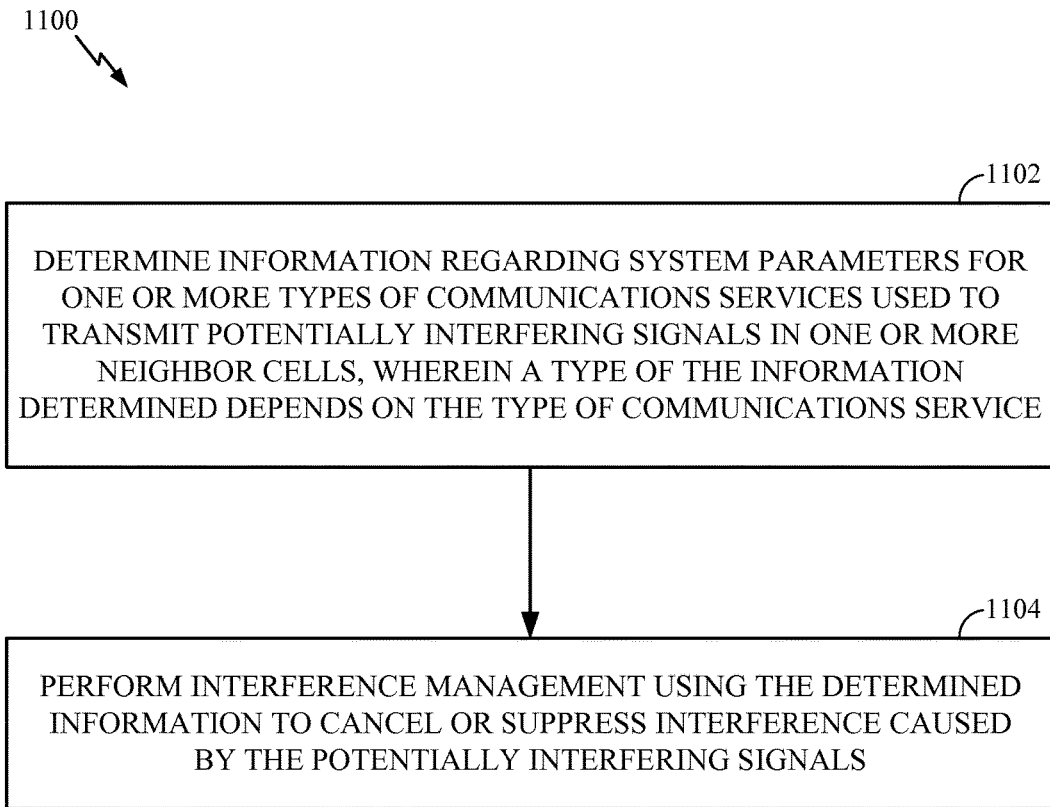 1100
1102
DETERMINE INFORMATION REGARDING SYSTEM PARAMETERS FOR
ONE OR MORE TYPES OF COMMUNICATIONS SERVICES USED TO
TRANSMIT POTENTIALLY INTERFERING SIGNALS IN ONE OR MORE
NEIGHBOR CELLS, WHEREIN A TYPE OF THE INFORMATION
DETERMINED DEPENDS ON THE TYPE OF COMMUNICATIONS SERVICE
1104
PERFORM INTERFERENCE MANAGEMENT USING THE DETERMINED
INFORMATION TO CANCEL OR SUPPRESS INTERFERENCE CAUSED
BY THE POTENTIALLY INTERFERING SIGNALS